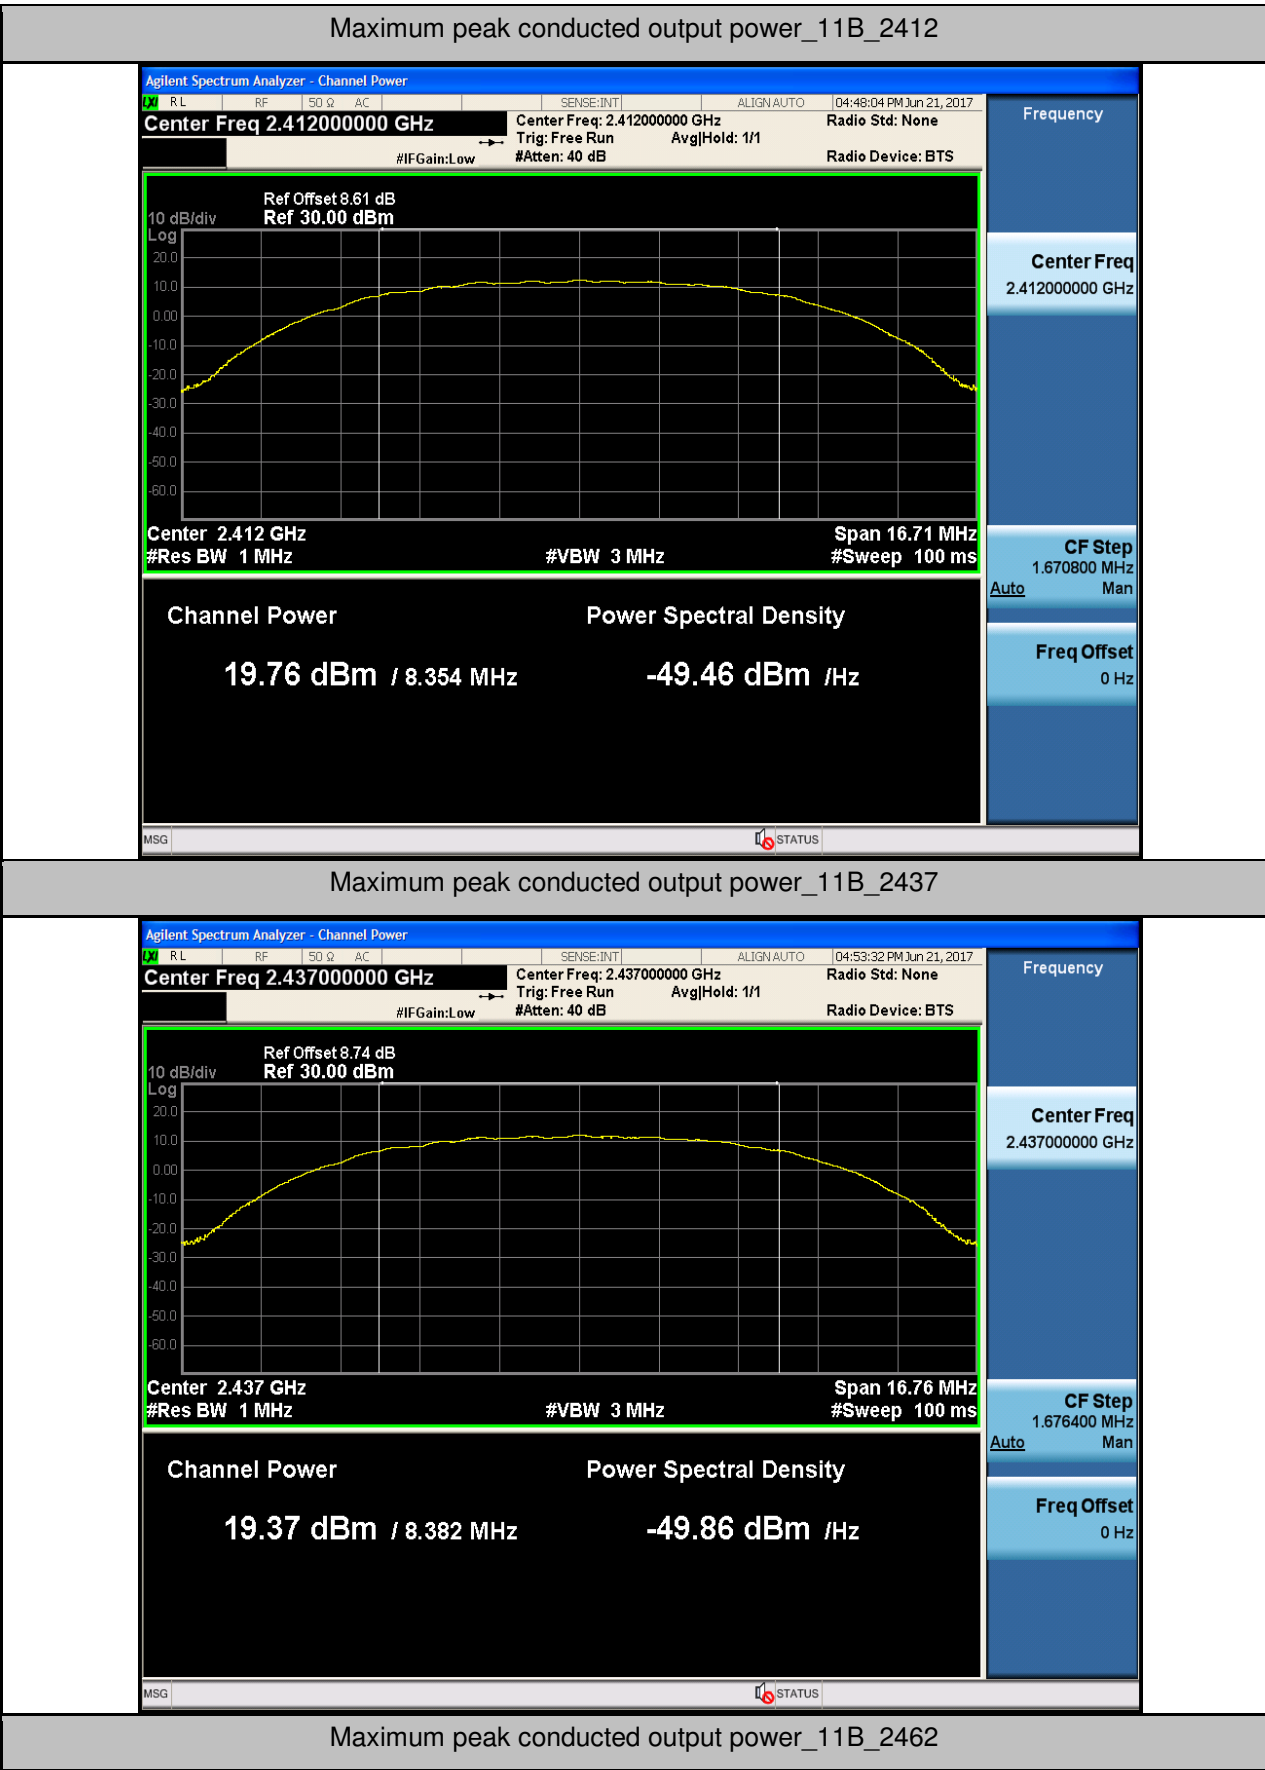 Maximum peak conducted output power_11B_2412
Agilent Spectrum Analyzer - Channel Power
LXI RL RF 50 Ω AC SENSE:INT ALIGN AUTO 04:48:04 PM Jun 21, 2017
Center Freq 2.412000000 GHz
Center Freq: 2.412000000 GHz Radio Std: None
Trig: Free Run Avg|Hold: 1/1
#IFGain:Low #Atten: 40 dB Radio Device: BTS
Frequency
Ref Offset 8.61 dB
10 dB/div Ref 30.00 dBm
Log
20.0
10.0
0.00
-10.0
-20.0
-30.0
-40.0
-50.0
-60.0
Center 2.412 GHz Span 16.71 MHz
#Res BW 1 MHz #VBW 3 MHz #Sweep 100 ms
Channel Power Power Spectral Density
19.76 dBm / 8.354 MHz -49.46 dBm /Hz
Center Freq
2.412000000 GHz
CF Step
1.670800 MHz
Auto Man
Freq Offset
0 Hz
MSG STATUS
Maximum peak conducted output power_11B_2437
Agilent Spectrum Analyzer - Channel Power
LXI RL RF 50 Ω AC SENSE:INT ALIGN AUTO 04:53:32 PM Jun 21, 2017
Center Freq 2.437000000 GHz
Center Freq: 2.437000000 GHz Radio Std: None
Trig: Free Run Avg|Hold: 1/1
#IFGain:Low #Atten: 40 dB Radio Device: BTS
Frequency
Ref Offset 8.74 dB
10 dB/div Ref 30.00 dBm
Log
20.0
10.0
0.00
-10.0
-20.0
-30.0
-40.0
-50.0
-60.0
Center 2.437 GHz Span 16.76 MHz
#Res BW 1 MHz #VBW 3 MHz #Sweep 100 ms
Channel Power Power Spectral Density
19.37 dBm / 8.382 MHz -49.86 dBm /Hz
Center Freq
2.437000000 GHz
CF Step
1.676400 MHz
Auto Man
Freq Offset
0 Hz
MSG STATUS
Maximum peak conducted output power_11B_2462